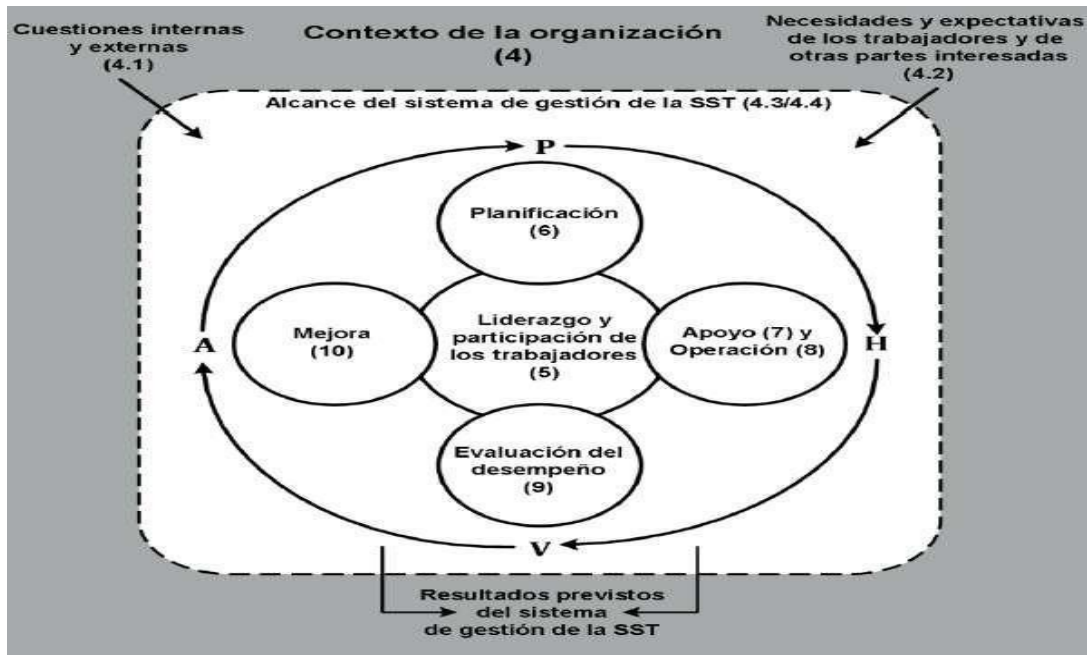 Cuestiones internas
y externas
(4.1)
Contexto de la organización
(4)
Necesidades y expectativas
de los trabajadores y de
otras partes interesadas
(4.2)
Alcance del sistema de gestión de la SST (4.3/4.4)
P
Planificación
(6)
A
Mejora
(10)
Liderazgo y
participación de
los trabajadores
(5)
Apoyo (7) y
Operación (8)
H
Evaluación del
desempeño
(9)
V
Resultados previstos
del sistema
de gestión de la SST